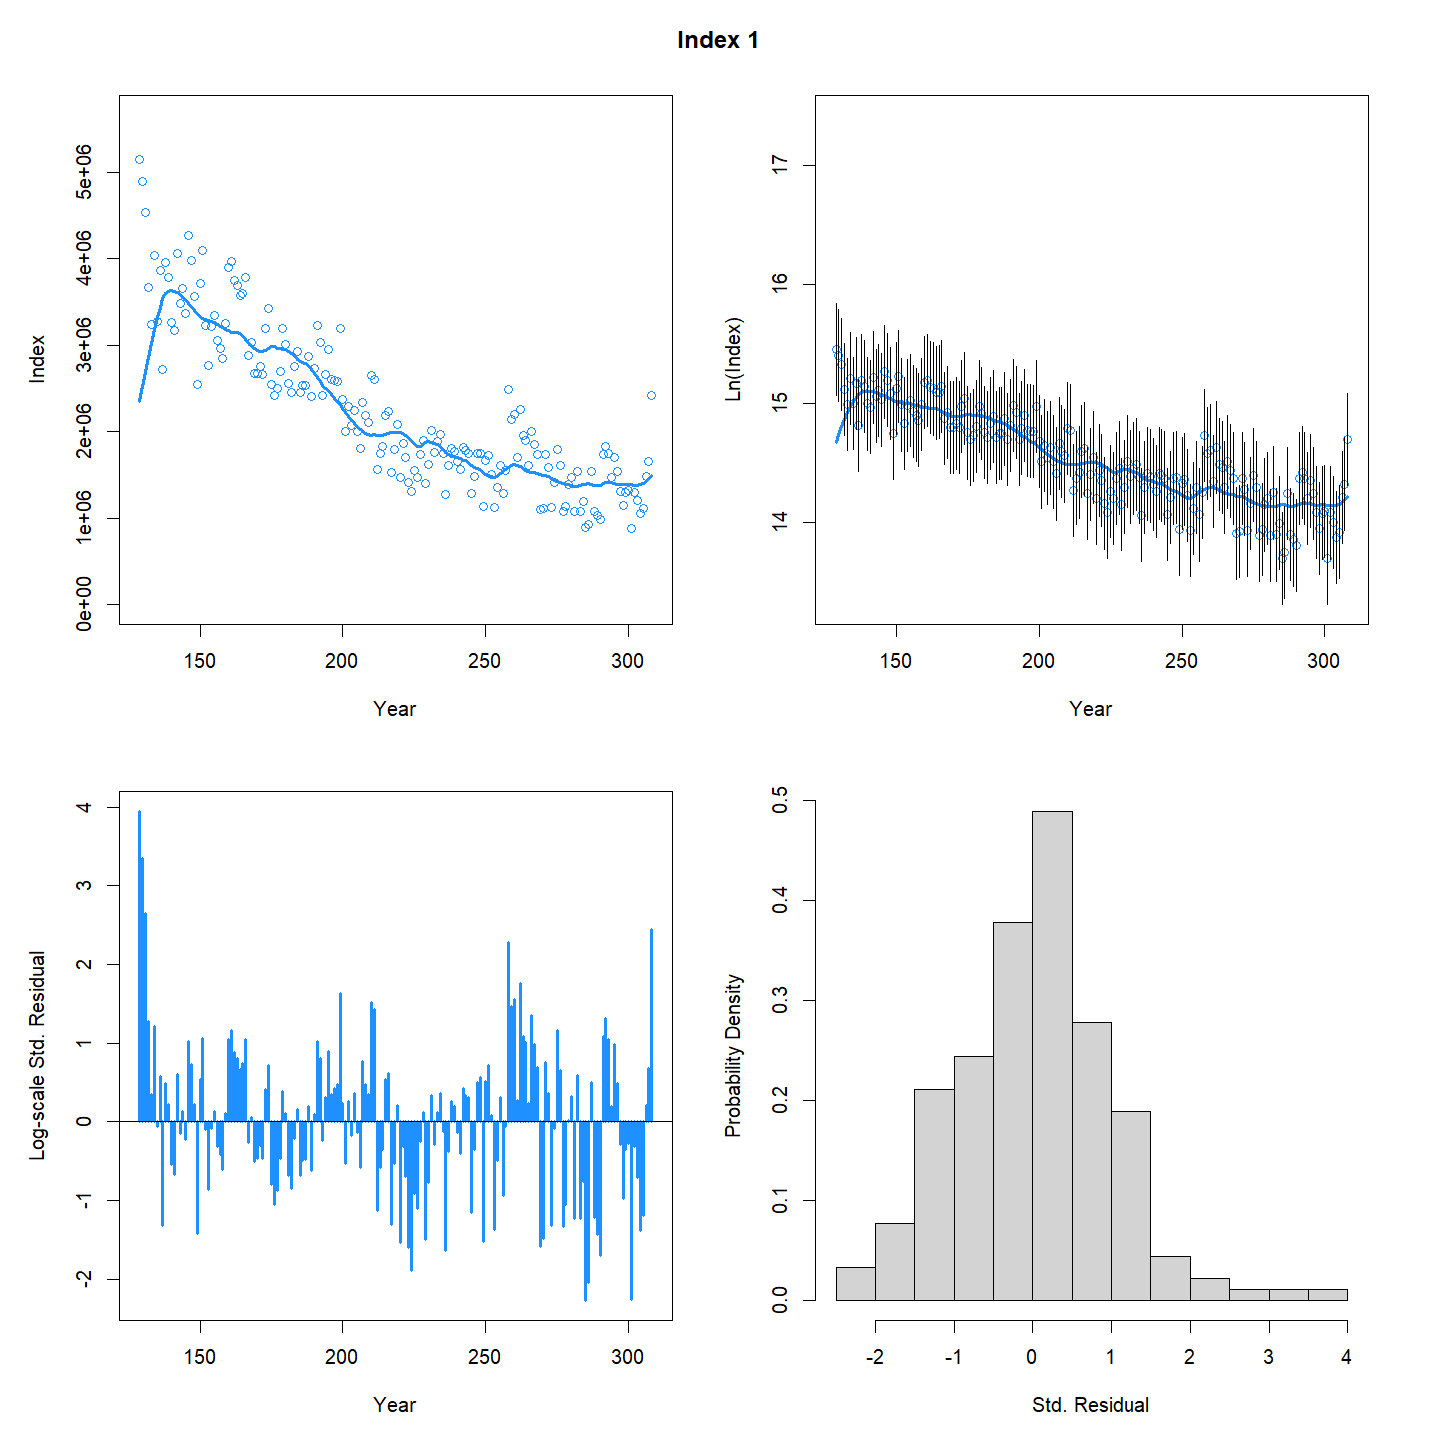 Index 1
Index
5e+06
4e+06
3e+06
2e+06
1e+06
0e+00
150 200 250 300
Year
Ln(Index)
17
16
15
14
150 200 250 300
Year
Log-scale Std. Residual
4
3
2
1
0
-1
-2
150 200 250 300
Year
Probability Density
0.5
0.4
0.3
0.2
0.1
0.0
-2 -1 0 1 2 3 4
Std. Residual